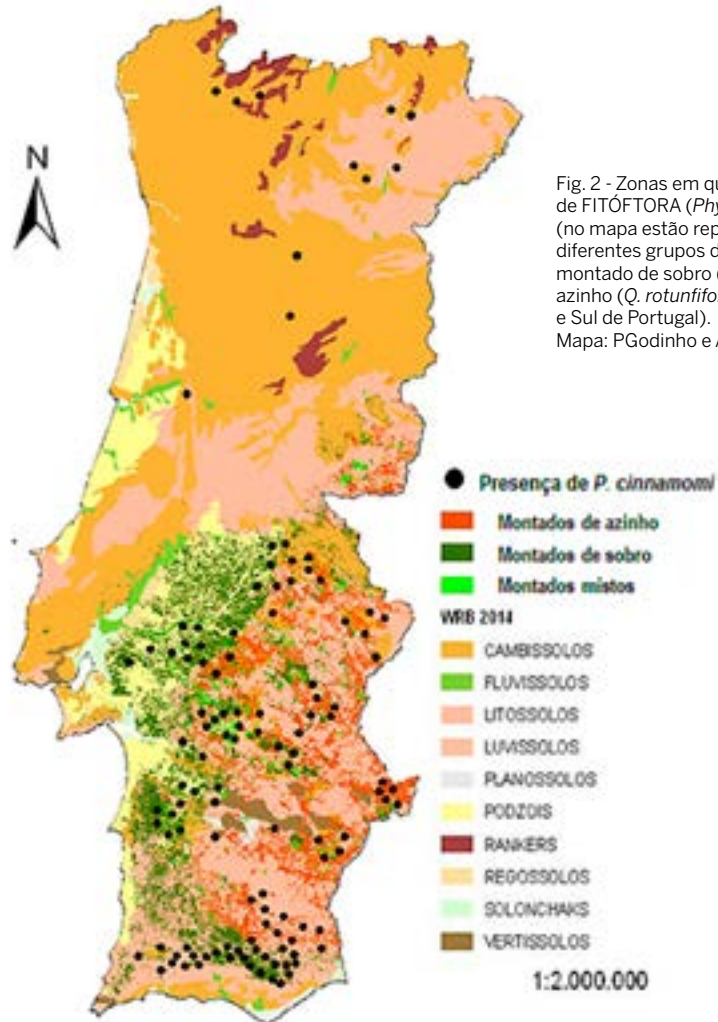 N
Fig. 2 - Zonas em qu
de FITÓFTORA (Phy
(no mapa estão rep
diferentes grupos d
montado de sobro (
azinho (Q. rotunfifo
e Sul de Portugal).
Mapa: PGodinho e A
Presença de P. cinnamomi
Montados de azinho
Montados de sobro
Montados mistos
WRB 2014
CAMBISSOLOS
FLUVISSOLOS
LITOSSOLOS
LUVISSOLOS
PLANOSSOLOS
PODZOIS
RANKERS
REGOSSOLOS
SOLONCHAKS
VERTISSOLOS
1:2.000.000